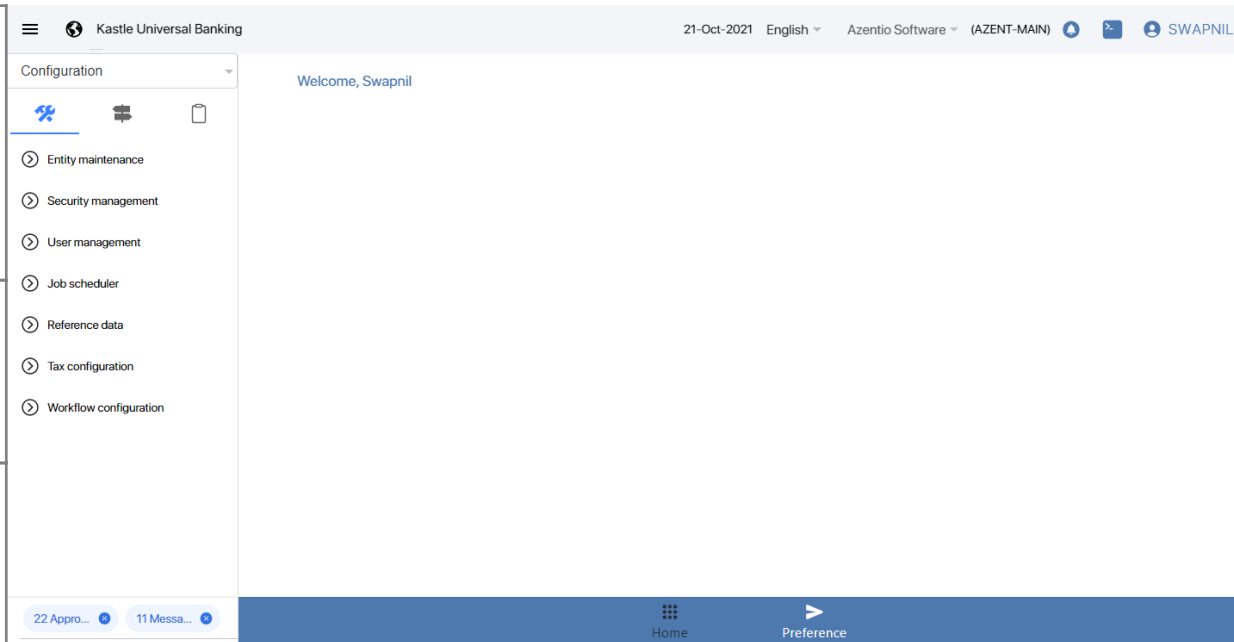 Kastle Universal Banking 21-Oct-2021 English Azentio Software (AZENT-MAIN) SWAPNIL
Configuration
Welcome, Swapnil
Entity maintenance
Security management
User management
Job scheduler
Reference data
Tax configuration
Workflow configuration
22 Appro... 11 Messa...
Home Preference